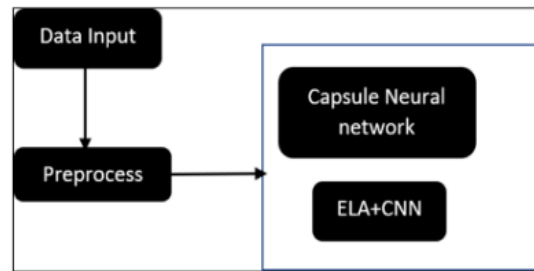 Data Input
Capsule Neural
network
Preprocess
ELA+CNN